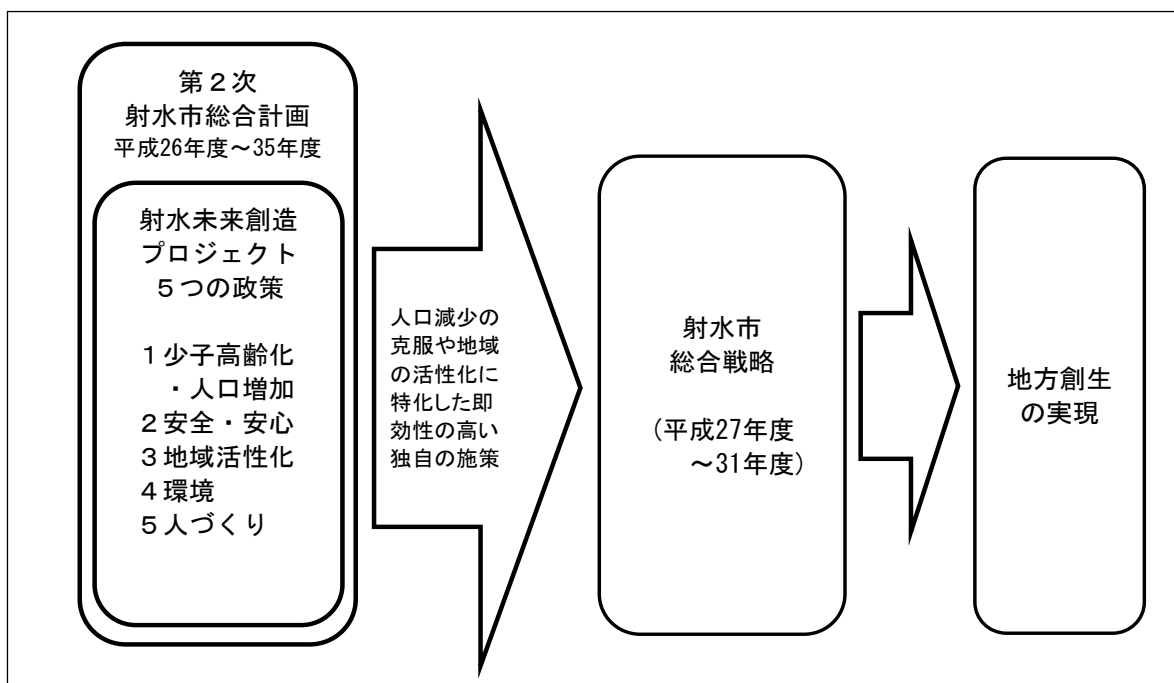 第２次
射水市総合計画
平成26年度～35年度
射水未来創造
プロジェクト
５つの政策
１少子高齢化
・人口増加
２安全・安心
３地域活性化
４環境
５人づくり
人口減少の
克服や地域
の活性化に
特化した即
効性の高い
独自の施策
射水市
総合戦略
（平成27年度
～31年度）
地方創生
の実現